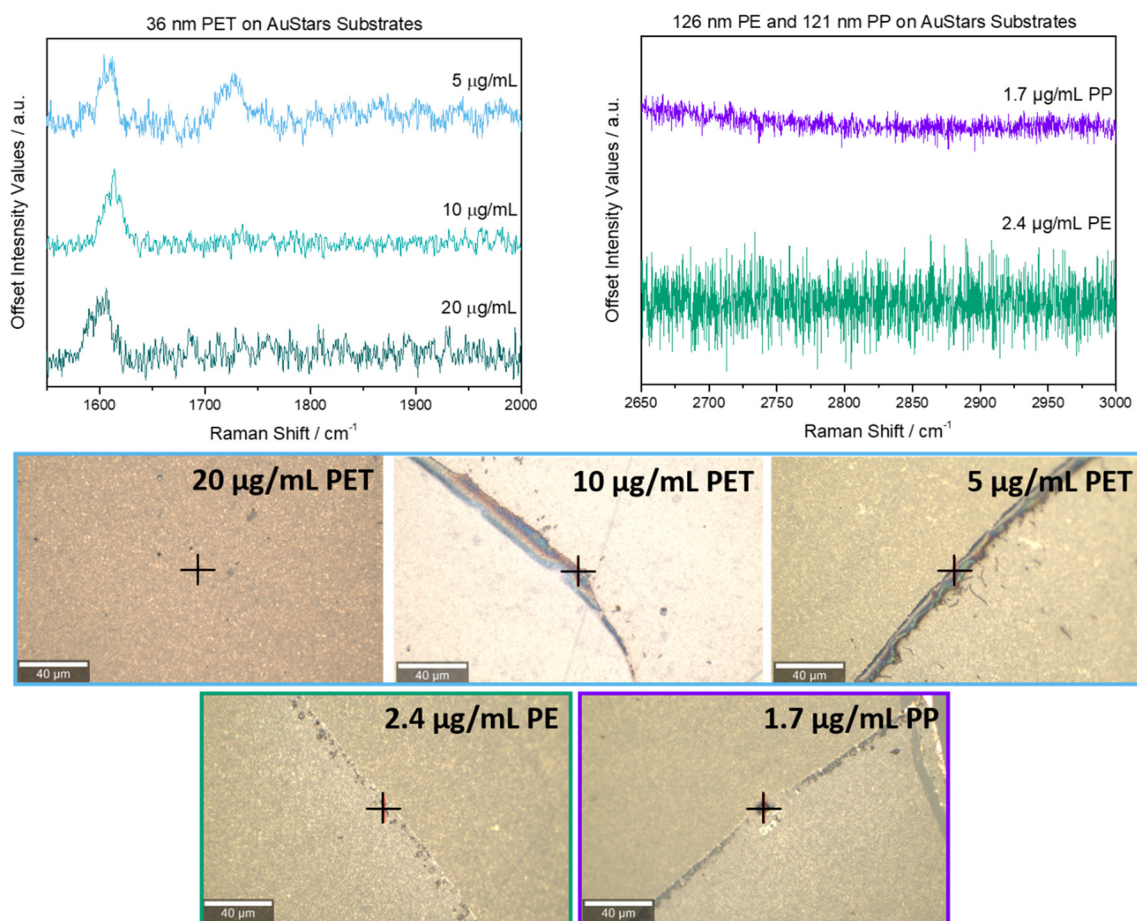 36 nm PET on AuStars Substrates
Offset Intesnsity Values / a.u.
5 µg/mL
10 µg/mL
20 µg/mL
1600 1700 1800 1900 2000
Raman Shift / cm⁻¹
126 nm PE and 121 nm PP on AuStars Substrates
Offset Intensity Values / a.u.
1.7 µg/mL PP
2.4 µg/mL PE
2650 2700 2750 2800 2850 2900 2950 3000
Raman Shift / cm⁻¹
20 µg/mL PET
40 µm
10 µg/mL PET
40 µm
5 µg/mL PET
40 µm
2.4 µg/mL PE
40 µm
1.7 µg/mL PP
40 µm